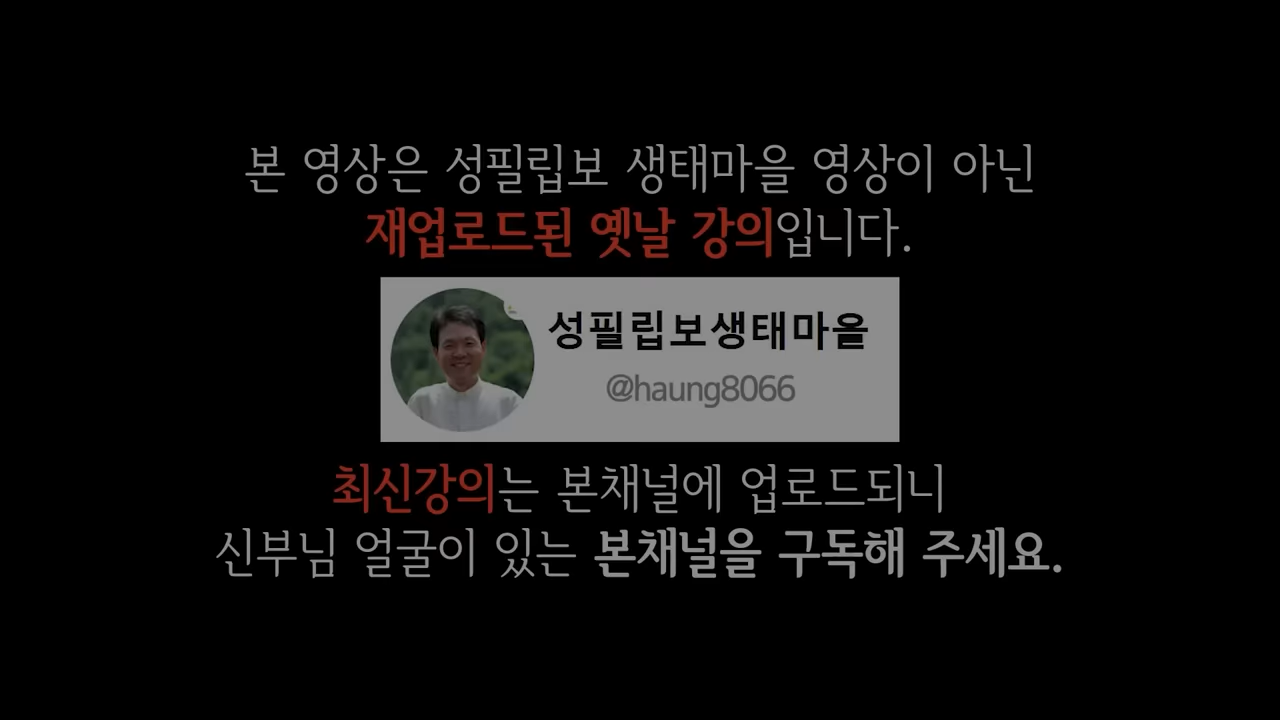 본 영상은 성필립보 생태마을 영상이 아닌
재업로드된 옛날 강의입니다.
성필립보생태마을
@haung8066
최신강의는 본채널에 업로드되니
신부님 얼굴이 있는 본채널을 구독해 주세요.